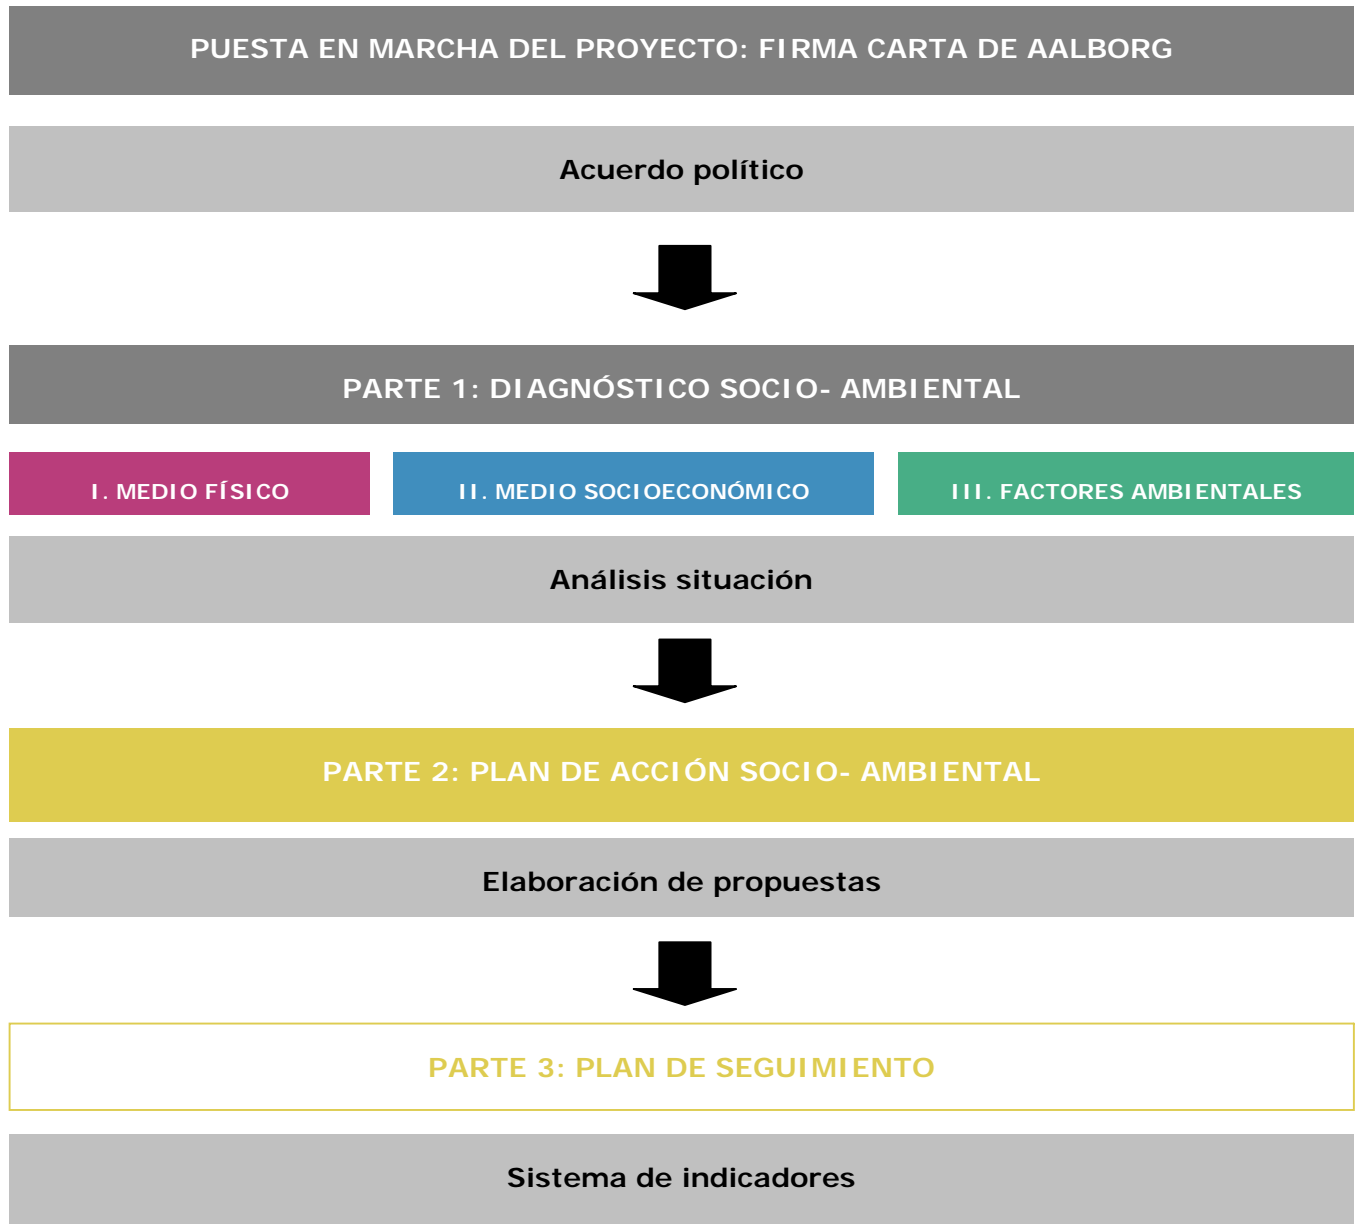 PUESTA EN MARCHA DEL PROYECTO: FIRMA CARTA DE AALBORG
Acuerdo político
PARTE 1: DIAGNÓSTICO SOCIO- AMBIENTAL
I. MEDIO FÍSICO
II. MEDIO SOCIOECONÓMICO
III. FACTORES AMBIENTALES
Análisis situación
PARTE 2: PLAN DE ACCIÓN SOCIO- AMBIENTAL
Elaboración de propuestas
PARTE 3: PLAN DE SEGUIMIENTO
Sistema de indicadores